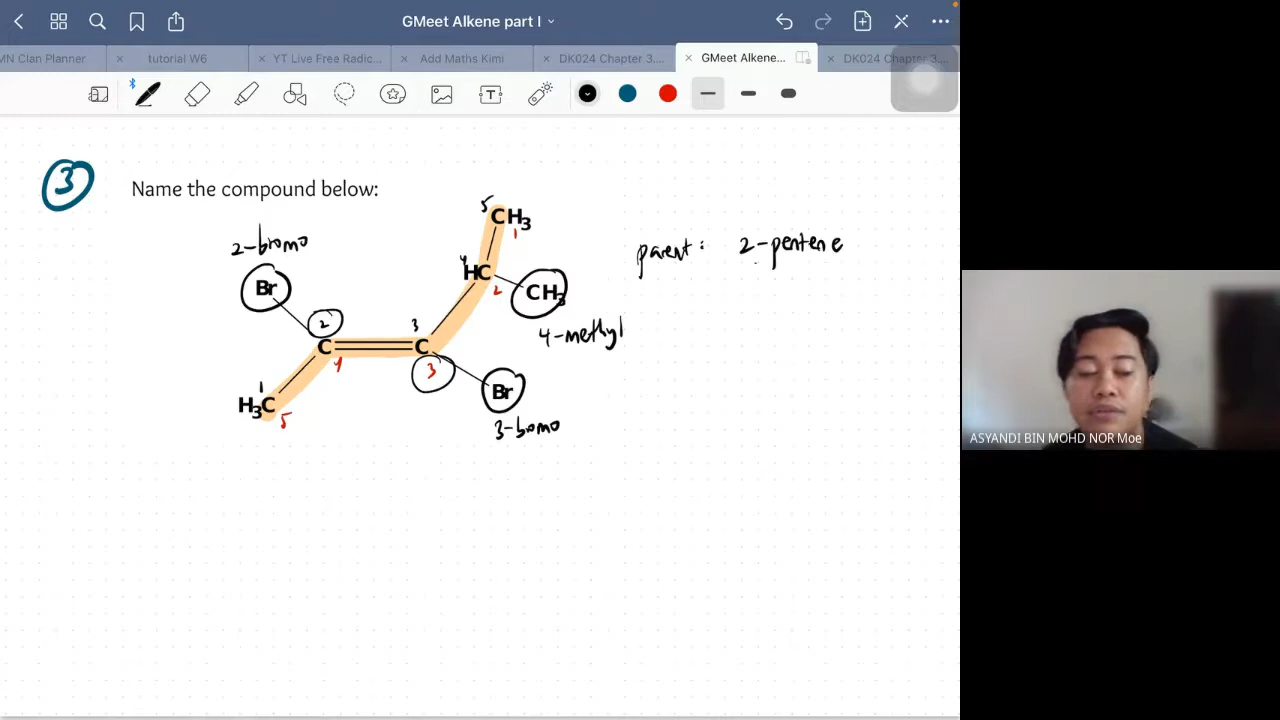 GMeet Alkene part I
MN Clan Planner
tutorial W6
YT Live Free Radic...
Add Maths Kimi
DK024 Chapter 3....
GMeet Alkene...
DK024 Chapter 3....
T
3
Name the compound below:
5
CH3
1
2-bromo
parent: 2-pentene
4
HC
2
Br
CH3
2
3
4-methyl
C
C
4
3
1
Br
H3C
5
3-bomo
ASYANDI BIN MOHD NOR Moe